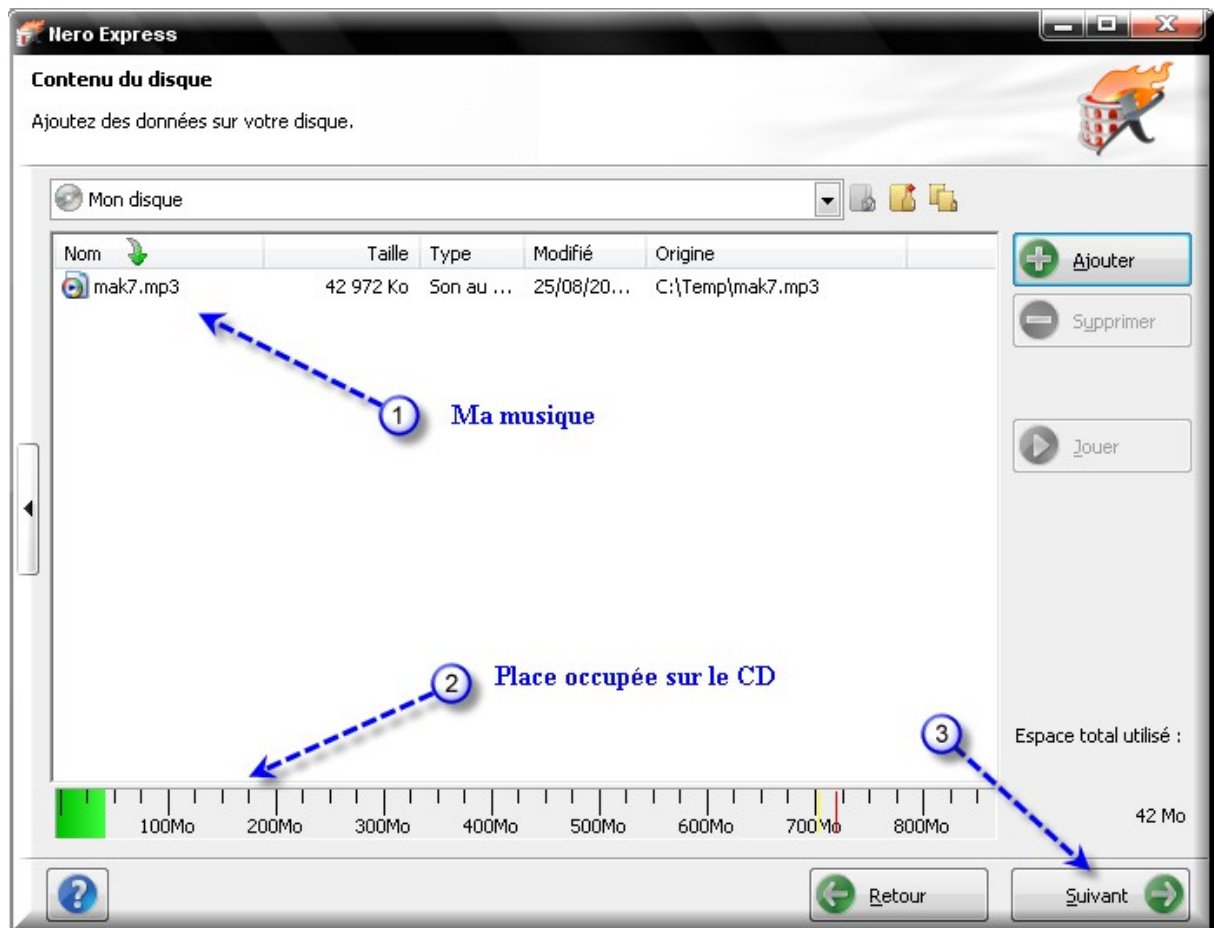 Nero Express
Contenu du disque
Ajoutez des données sur votre disque.
Mon disque
Nom Taille Type Modifié Origine
mak7.mp3 42 972 Ko Son au ... 25/08/20... C:\Temp\mak7.mp3
Ajouter
Supprimer
1 Ma musique
Jouer
2 Place occupée sur le CD
3
Espace total utilisé :
100Mo 200Mo 300Mo 400Mo 500Mo 600Mo 700Mo 800Mo
42 Mo
? Retour Suivant